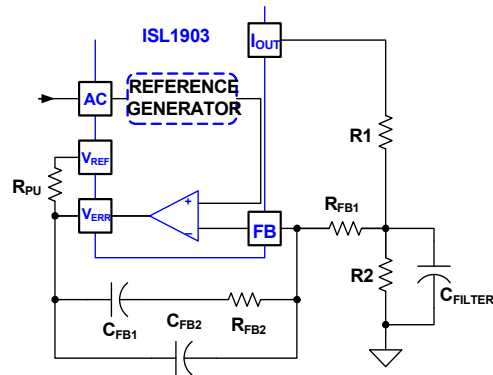 ISL1903
IOUT
AC
REFERENCE
GENERATOR
R1
VREF
RPU
VERR
+
−
FB
RFB1
R2
CFILTER
CFB1
CFB2
RFB2